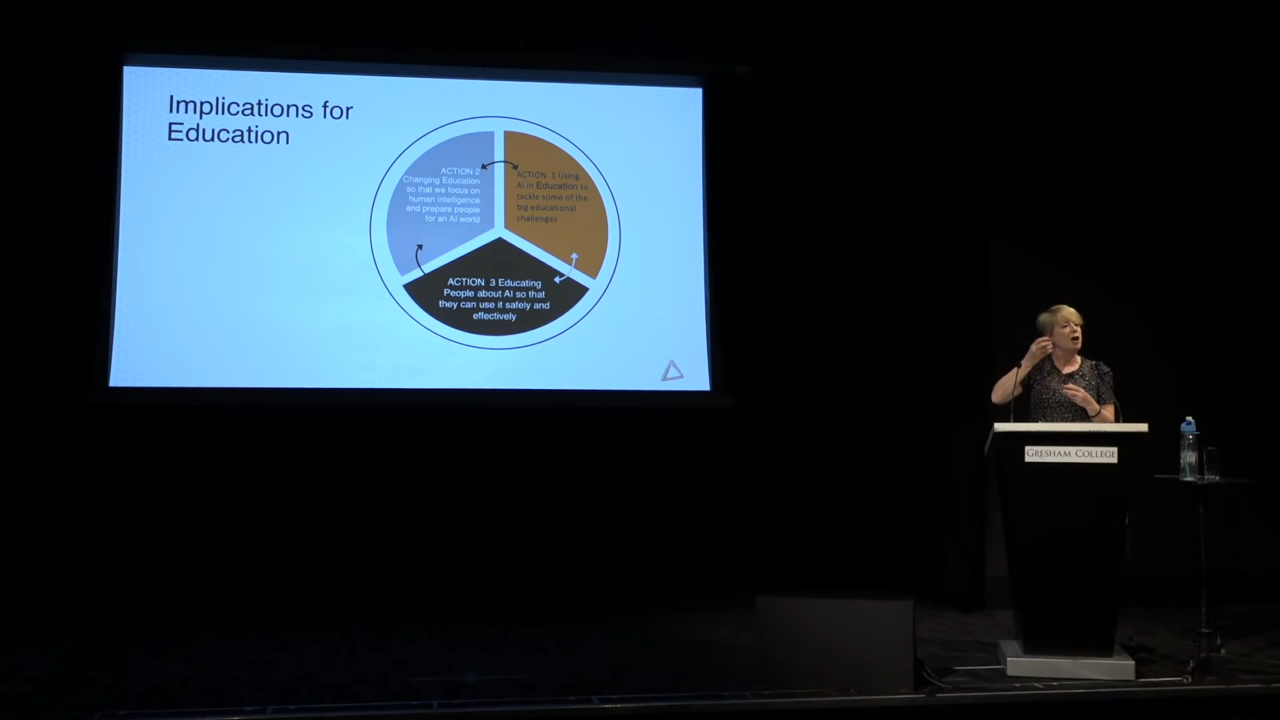 Implications for
Education
ACTION 2
Changing Education
so that we focus on
human intelligence
and prepare people
for an AI world
ACTION 1 Using
AI in Education to
tackle some of the
big educational
challenges
ACTION 3 Educating
People about AI so that
they can use it safely and
effectively
GRESHAM COLLEGE